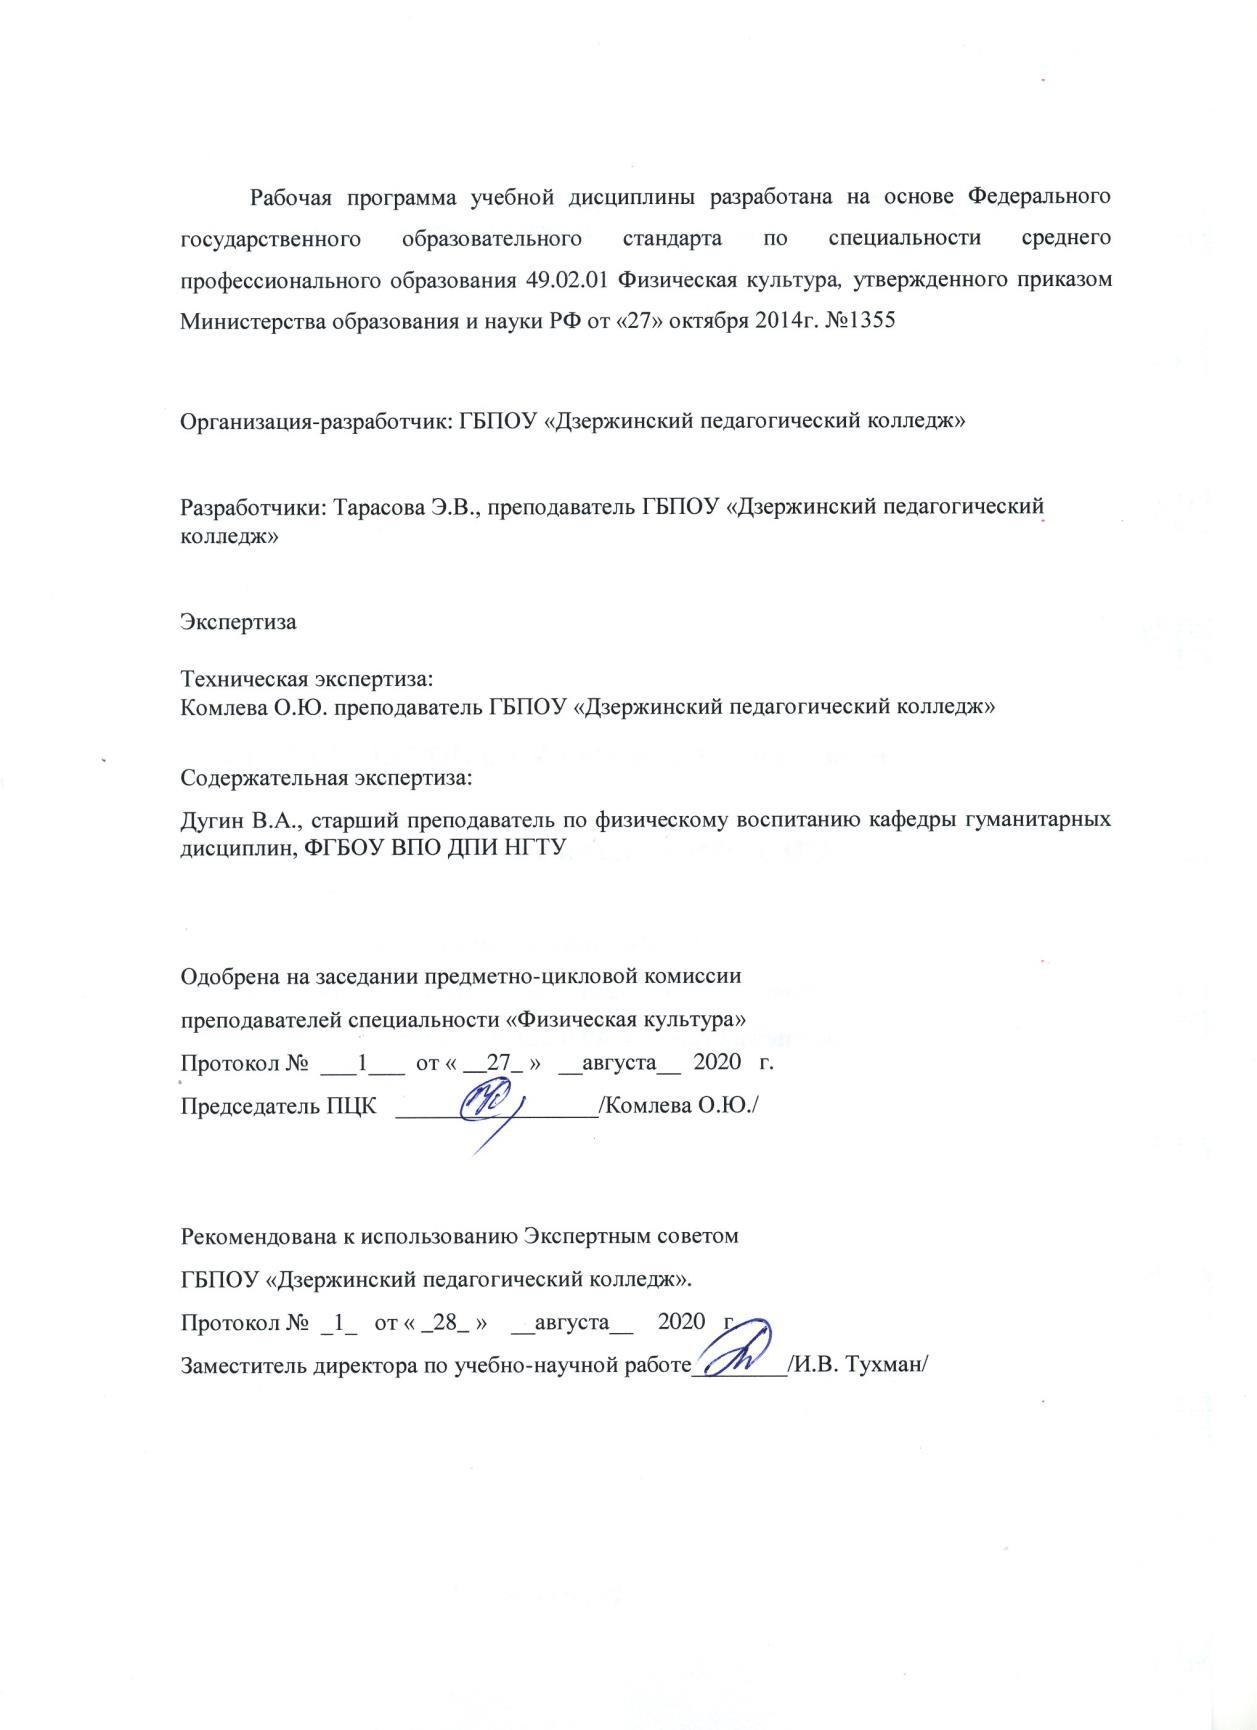 Рабочая программа учебной дисциплины разработана на основе Федерального
государственного образовательного стандарта по специальности среднего
профессионального образования 49.02.01 Физическая культура, утвержденного приказом
Министерства образования и науки РФ от «27» октября 2014г. №1355
Организация-разработчик: ГБПОУ «Дзержинский педагогический колледж»
Разработчики: Тарасова Э.В., преподаватель ГБПОУ «Дзержинский педагогический
колледж»
Экспертиза
Техническая экспертиза:
Комлева О.Ю. преподаватель ГБПОУ «Дзержинский педагогический колледж»
Содержательная экспертиза:
Дугин В.А., старший преподаватель по физическому воспитанию кафедры гуманитарных
дисциплин, ФГБОУ ВПО ДПИ НГТУ
Одобрена на заседании предметно-цикловой комиссии
преподавателей специальности «Физическая культура»
Протокол № ___1___ от « __27_ » __августа__ 2020 г.
Председатель ПЦК _________________/Комлева О.Ю./
Рекомендована к использованию Экспертным советом
ГБПОУ «Дзержинский педагогический колледж».
Протокол № _1_ от « _28_ » __августа__ 2020 г
Заместитель директора по учебно-научной работе________/И.В. Тухман/